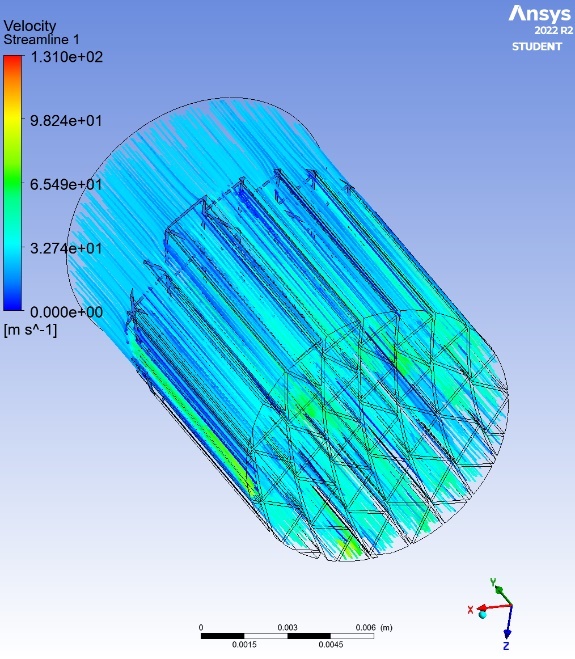 Ansys
2022 R2
STUDENT
Velocity
Streamline 1
1.310e+02
9.824e+01
6.549e+01
3.274e+01
0.000e+00
[m s^-1]
Y
X
Z
0 0.003 0.006 (m)
0.0015 0.0045